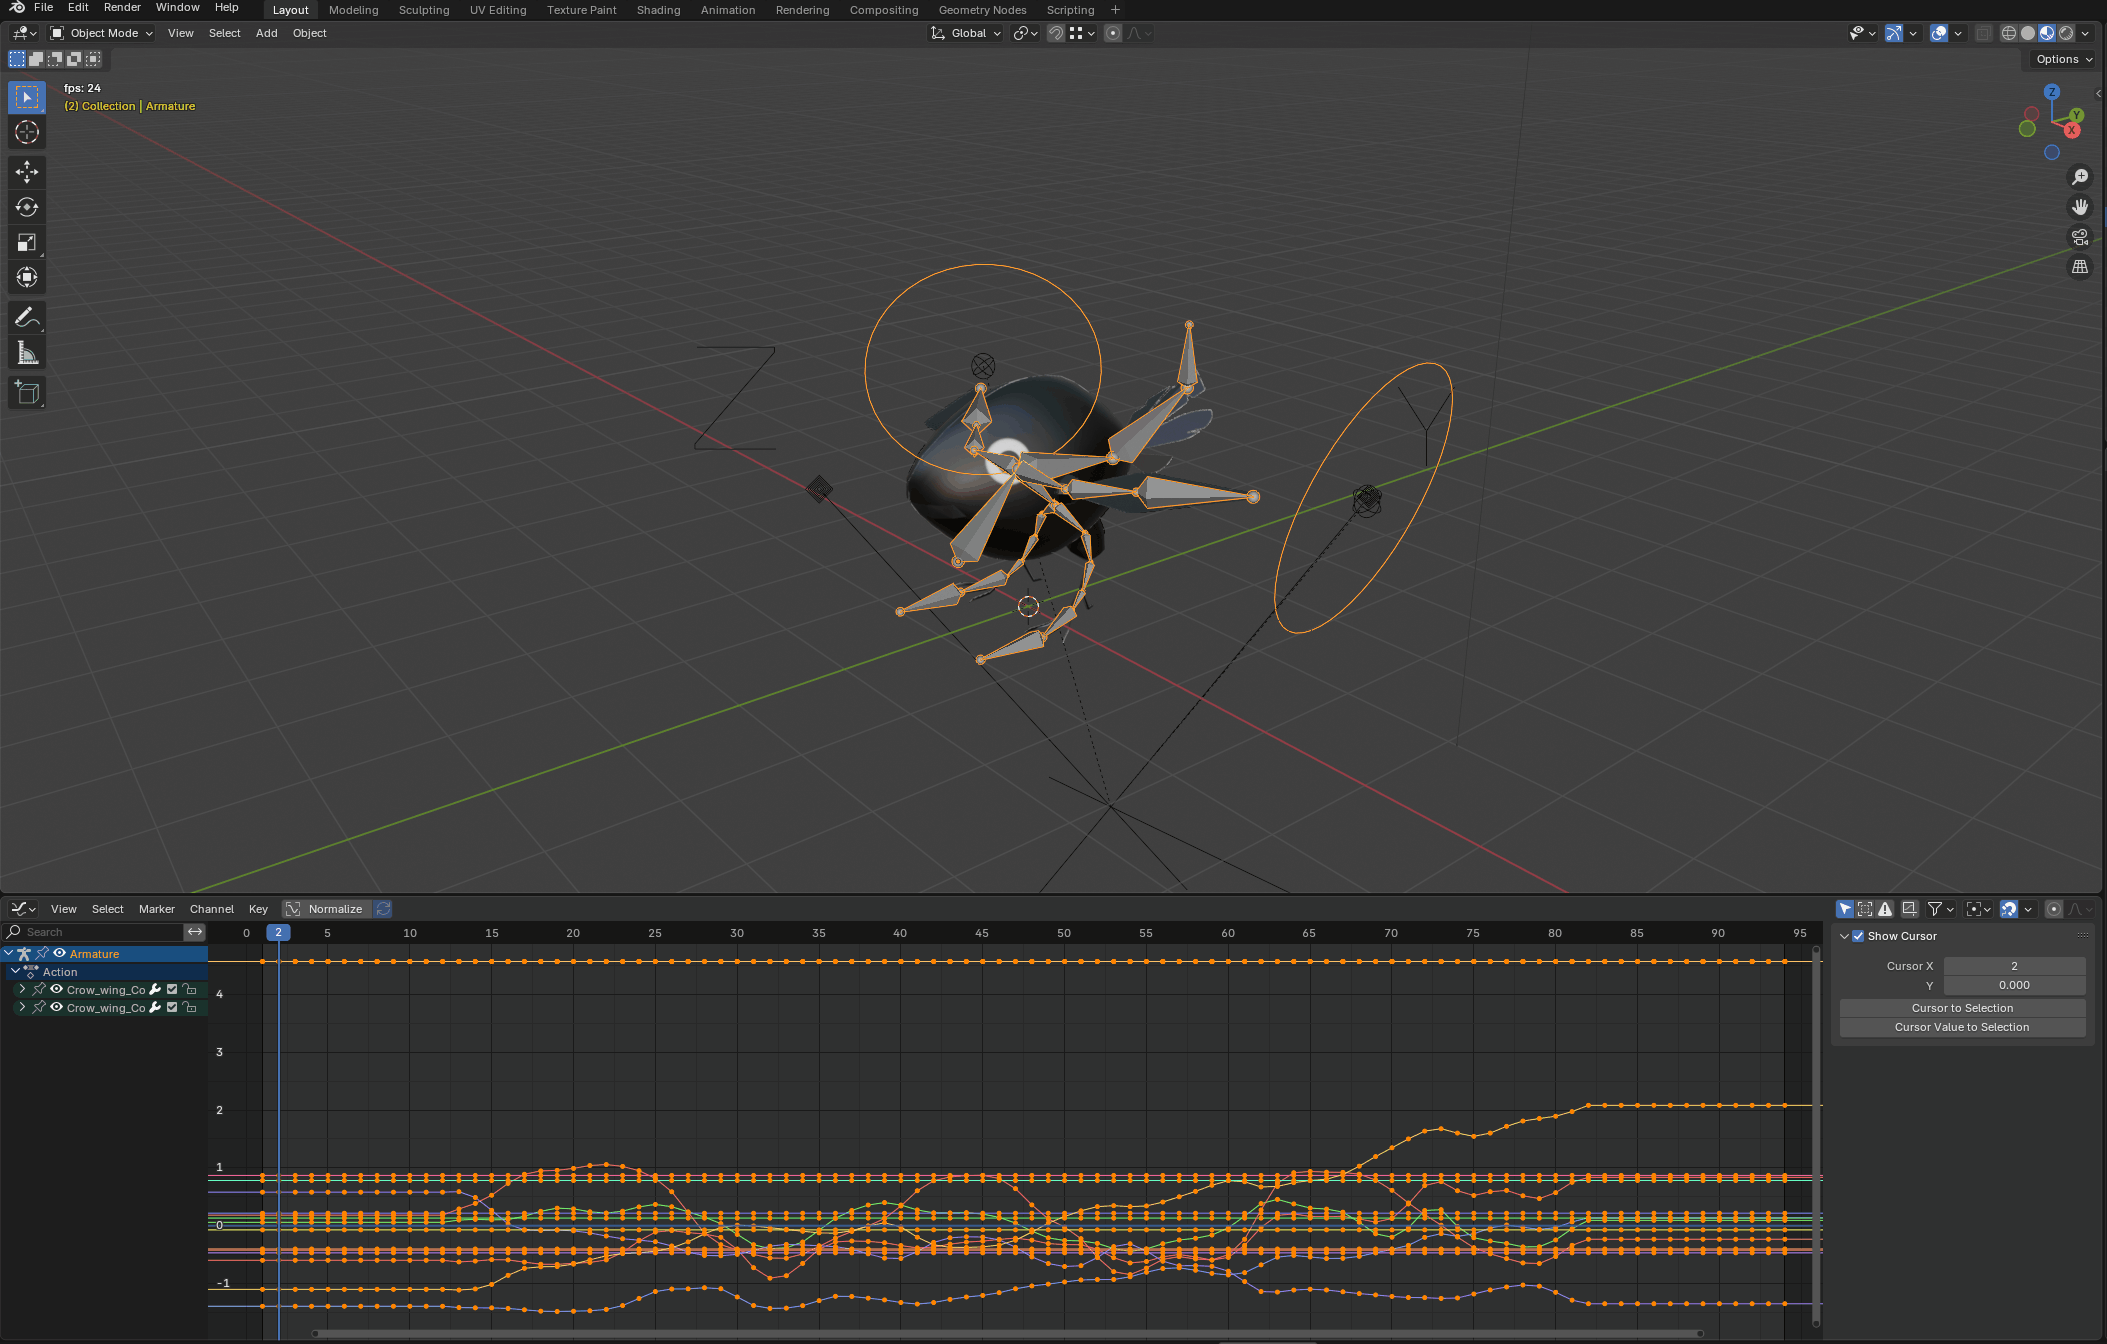 File Edit Render Window Help Layout Modeling Sculpting UV Editing Texture Paint Shading Animation Rendering Compositing Geometry Nodes Scripting +
Object Mode View Select Add Object Global
Options
fps: 24
(2) Collection | Armature
Z
Y
X
View Select Marker Channel Key Normalize
Search
0 2 5 10 15 20 25 30 35 40 45 50 55 60 65 70 75 80 85 90 95
Armature
Action
Crow_wing_Co
Crow_wing_Co
4
3
2
1
0
-1
Show Cursor
Cursor X 2
Y 0.000
Cursor to Selection
Cursor Value to Selection